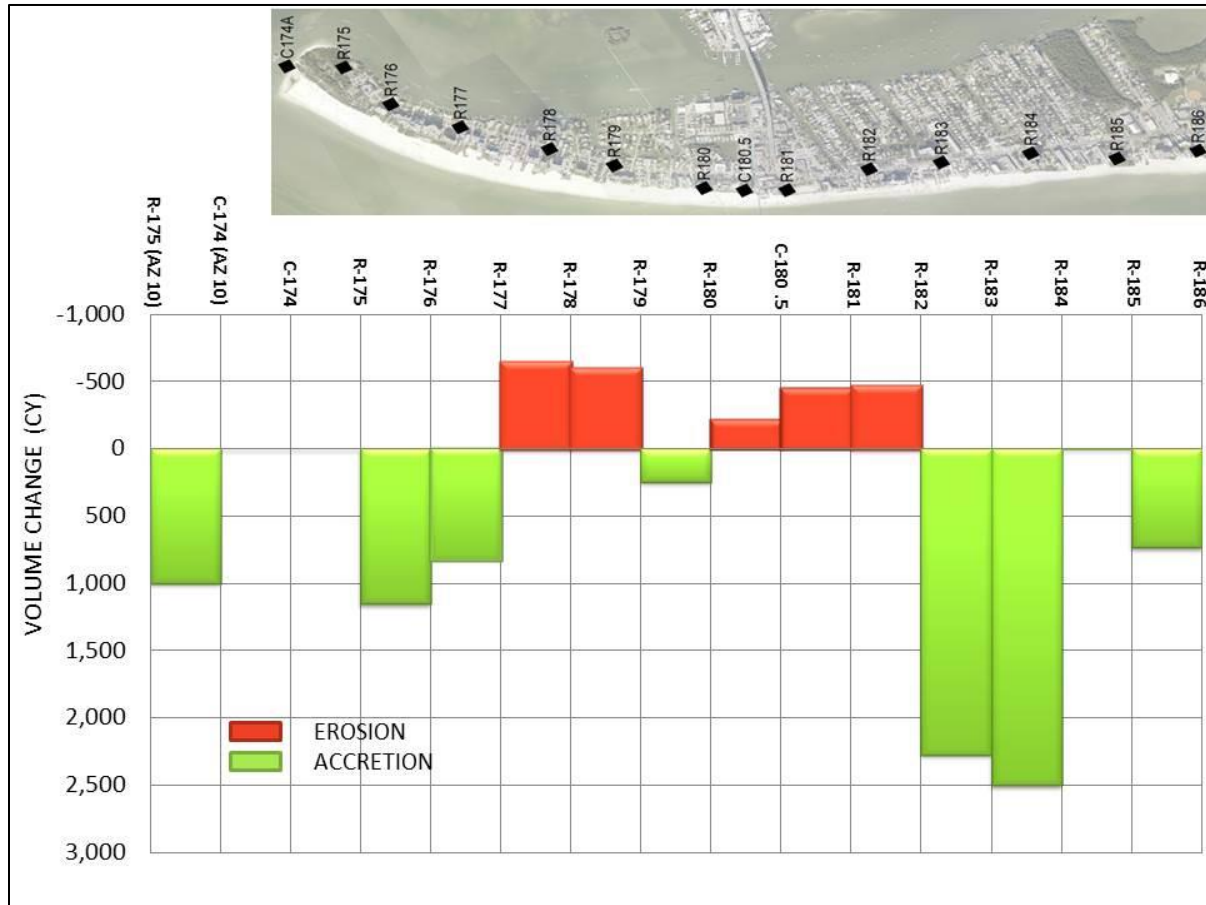 C174A
R175
R176
R177
R178
R179
R180
C180.5
R181
R182
R183
R184
R185
R186
R-175 (AZ 10)
C-174 (AZ 10)
C-174
R-175
R-176
R-177
R-178
R-179
R-180
C-180 .5
R-181
R-182
R-183
R-184
R-185
R-186
VOLUME CHANGE (CY)
-1,000
-500
0
500
1,000
1,500
2,000
2,500
3,000
EROSION
ACCRETION